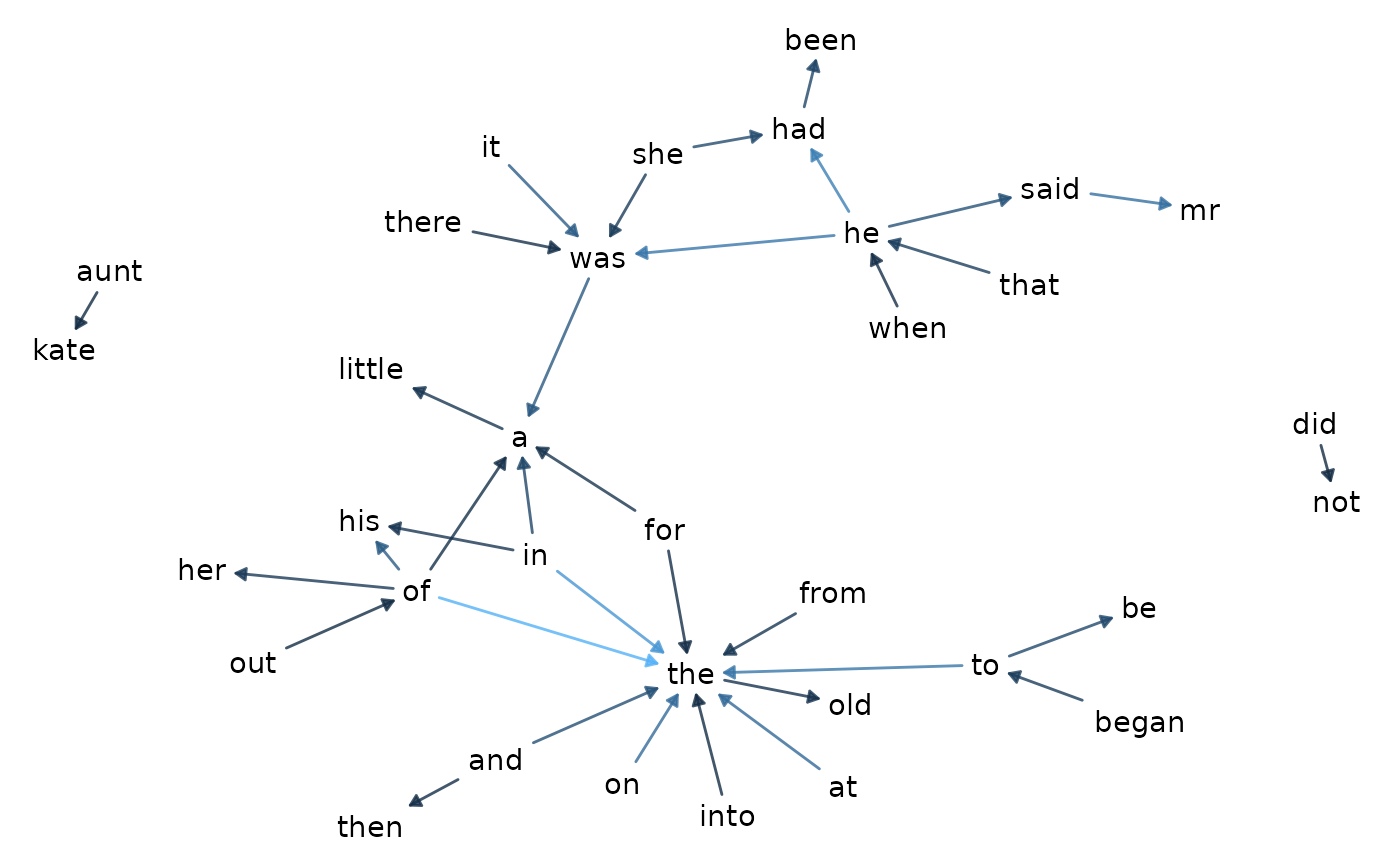 been
had
it
she
said
mr
there
he
was
aunt
that
when
kate
little
did
a
not
his
for
in
her
of
from
be
out
the
to
old
began
and
on
at
into
then